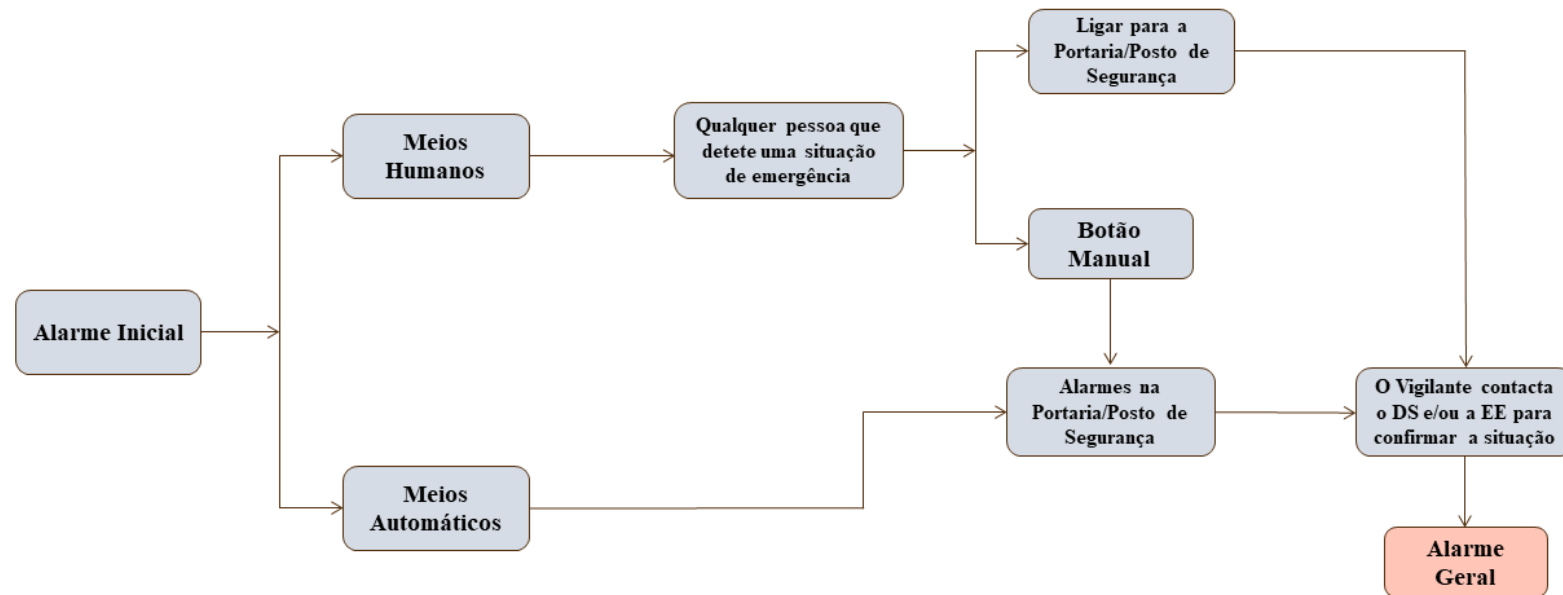 Ligar para a
Portaria/Posto de
Segurança
Meios
Humanos
Qualquer pessoa que
detete uma situação
de emergência
Botão
Manual
Alarme Inicial
Alarmes na
Portaria/Posto de
Segurança
O Vigilante contacta
o DS e/ou a EE para
confirmar a situação
Meios
Automáticos
Alarme
Geral